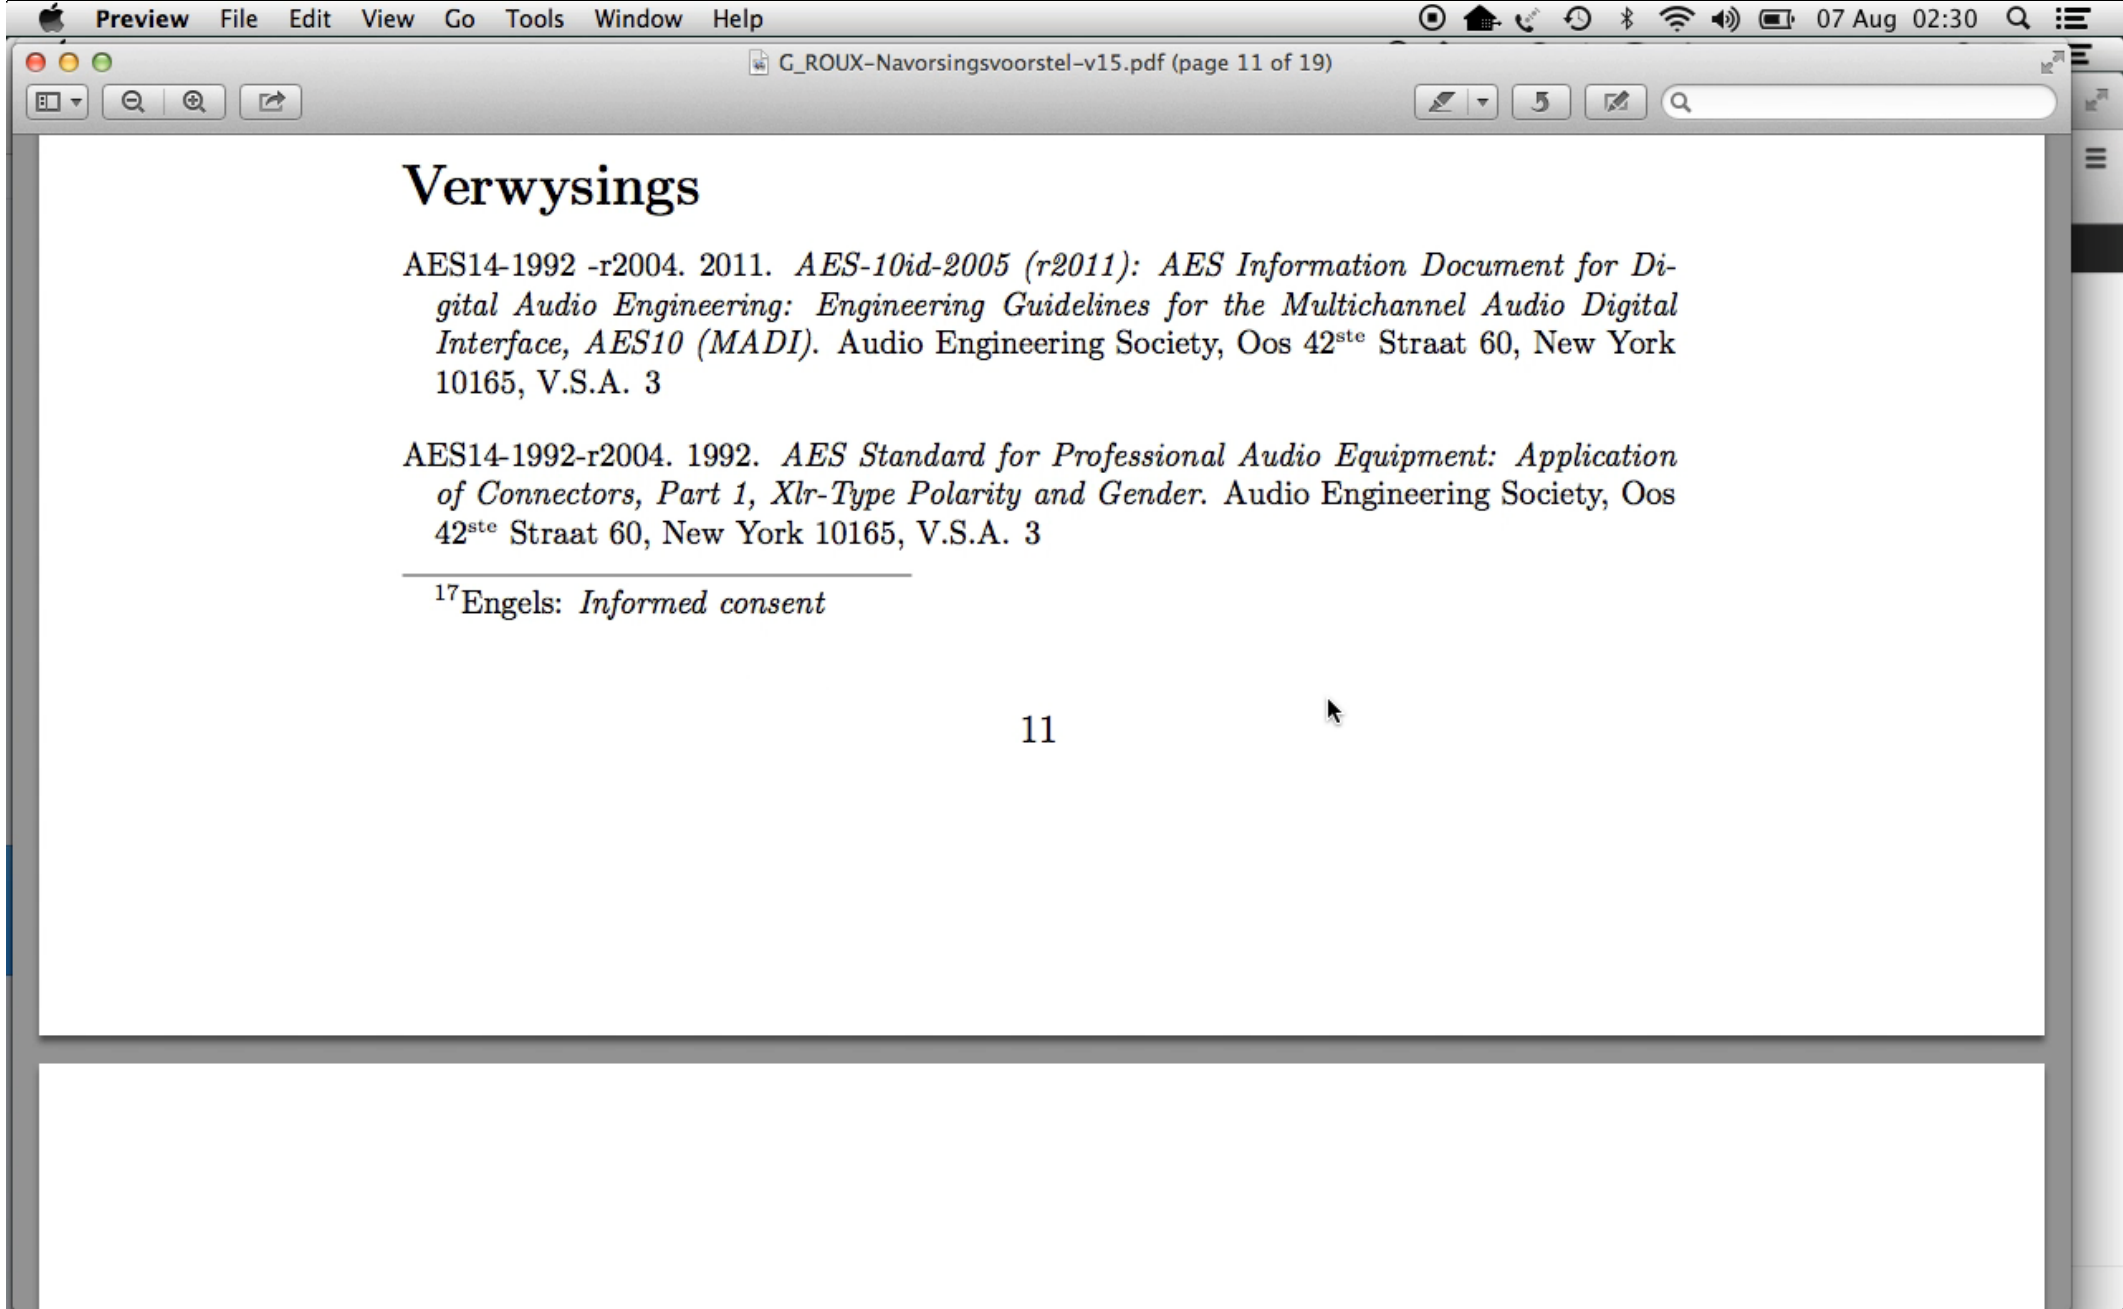 Preview File Edit View Go Tools Window Help 07 Aug 02:30
G_ROUX-Navorsingsvoorstel-v15.pdf (page 11 of 19)
Verwysings
AES14-1992 -r2004. 2011. AES-10id-2005 (r2011): AES Information Document for Di-
gital Audio Engineering: Engineering Guidelines for the Multichannel Audio Digital
Interface, AES10 (MADI). Audio Engineering Society, Oos 42ste Straat 60, New York
10165, V.S.A. 3
AES14-1992-r2004. 1992. AES Standard for Professional Audio Equipment: Application
of Connectors, Part 1, Xlr-Type Polarity and Gender. Audio Engineering Society, Oos
42ste Straat 60, New York 10165, V.S.A. 3
17Engels: Informed consent
11